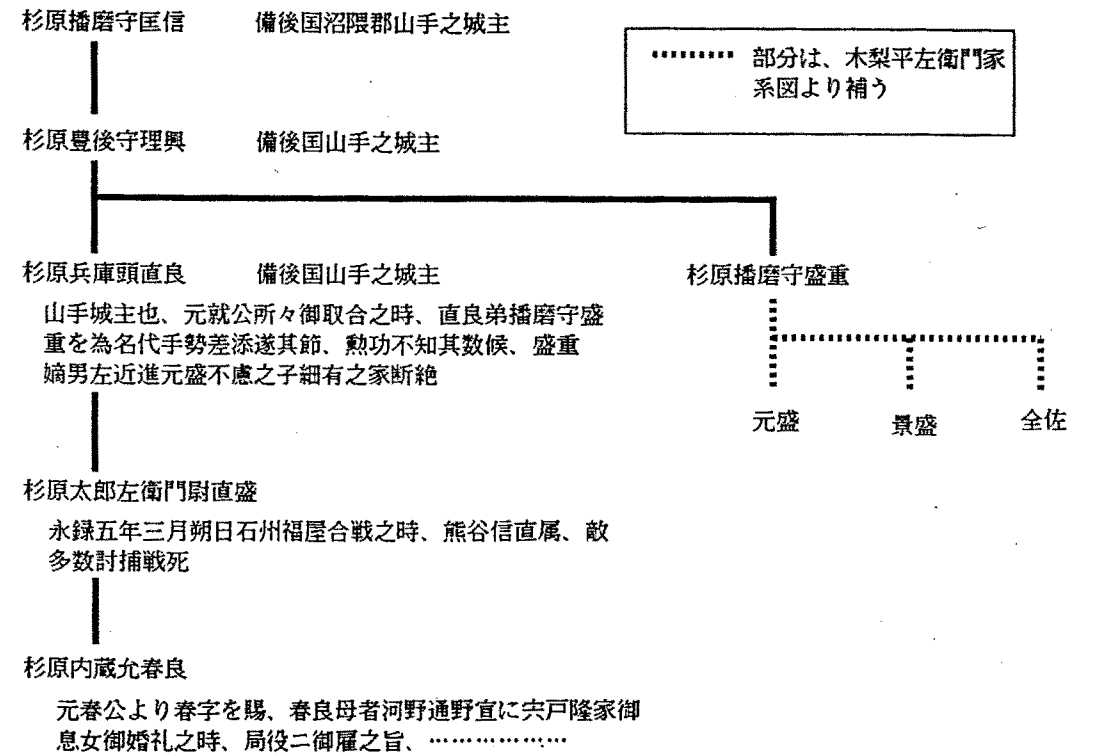 杉原播磨守匡信　備後国沼隈郡山手之城主
部分は、木梨平左衛門家
系図より補う
杉原豊後守理興　備後国山手之城主
杉原兵庫頭直良　備後国山手之城主
杉原播磨守盛重
山手城主也、元就公所々御取合之時、直良弟播磨守盛
重を為名代手勢差添遂其節、勲功不知其数候、盛重
嫡男左近進元盛不慮之子細有之家断絶
元盛　景盛　全佐
杉原太郎左衛門尉直盛
永録五年三月朔日石州福屋合戦之時、熊谷信直属、敵
多数討捕戦死
杉原内蔵允春良
元春公より春字を賜、春良母者河野通野宣に宍戸隆家御
息女御婚礼之時、局役ニ御雇之旨、………………